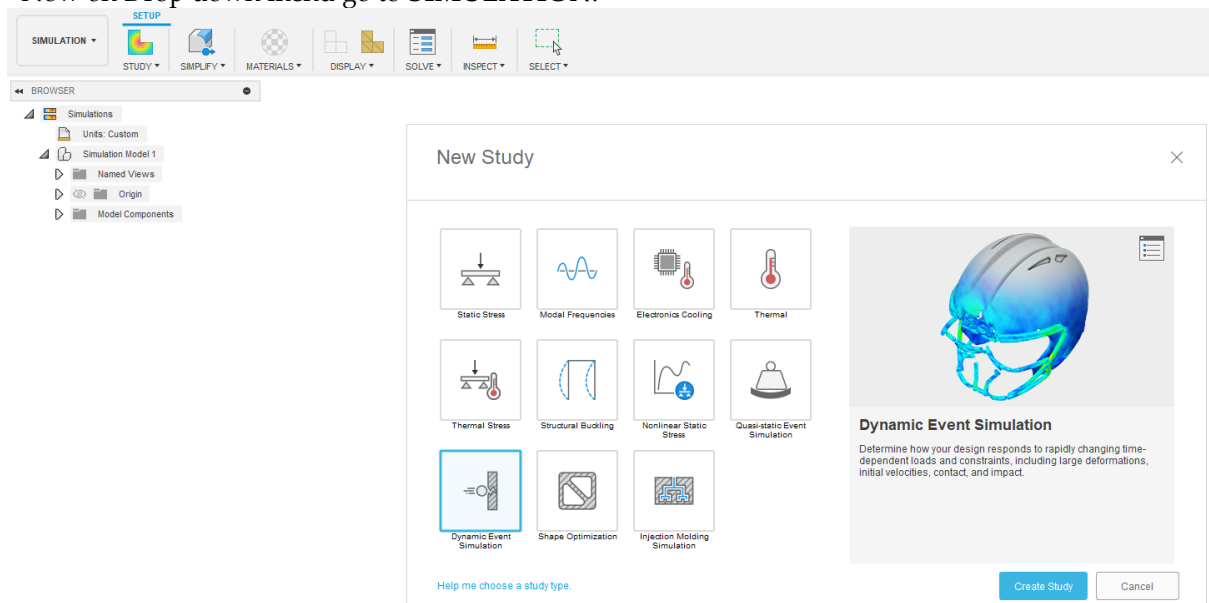 SETUP
SIMULATION
STUDY
SIMPLIFY
MATERIALS
DISPLAY
SOLVE
INSPECT
SELECT
BROWSER
Simulations
Units: Custom
Simulation Model 1
Named Views
Origin
Model Components
New Study
Static Stress
Modal Frequencies
Electronics Cooling
Thermal
Thermal Stress
Structural Buckling
Nonlinear Static
Stress
Quasi-static Event
Simulation
Dynamic Event
Simulation
Shape Optimization
Injection Molding
Simulation
Dynamic Event Simulation
Determine how your design responds to rapidly changing time-
dependent loads and constraints, including large deformations,
initial velocities, contact, and impact.
Help me choose a study type.
Create Study
Cancel